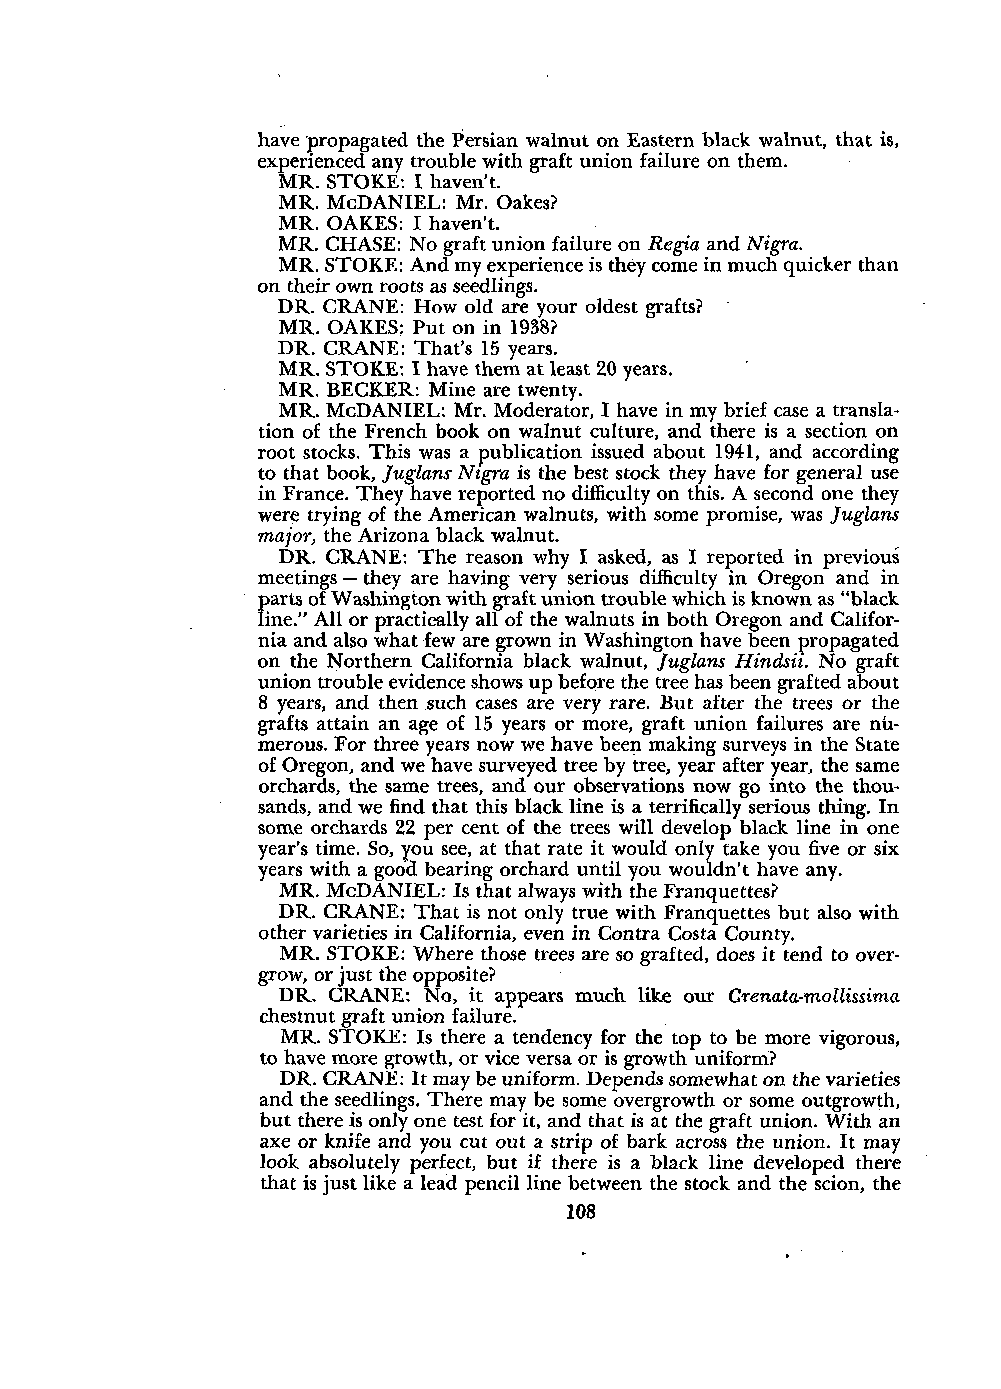 have propagated the Persian walnut on Eastern black walnut, that is,
experienced any trouble with graft union failure on them.
MR. STOKE: I haven't.
MR. McDANIEL: Mr. Oakes?
MR. OAKES: I haven't.
MR. CHASE: No graft union failure on Regia and Nigra.
MR. STOKE: And my experience is they come in much quicker than
on their own roots as seedlings.
DR. CRANE: How old are your oldest grafts?
MR. OAKES: Put on in 1938?
DR. CRANE: That's 15 years.
MR. STOKE: I have them at least 20 years.
MR. BECKER: Mine are twenty.
MR. McDANIEL: Mr. Moderator, I have in my brief case a transla-
tion of the French book on walnut culture, and there is a section on
root stocks. This was a publication issued about 1941, and according
to that book, Juglans Nigra is the best stock they have for general use
in France. They have reported no difficulty on this. A second one they
were trying of the American walnuts, with some promise, was Juglans
major, the Arizona black walnut.
DR. CRANE: The reason why I asked, as I reported in previous
meetings — they are having very serious difficulty in Oregon and in
parts of Washington with graft union trouble which is known as "black
line." All or practically all of the walnuts in both Oregon and Califor-
nia and also what few are grown in Washington have been propagated
on the Northern California black walnut, Juglans Hindsii. No graft
union trouble evidence shows up before the tree has been grafted about
8 years, and then such cases are very rare. But after the trees or the
grafts attain an age of 15 years or more, graft union failures are nu-
merous. For three years now we have been making surveys in the State
of Oregon, and we have surveyed tree by tree, year after year, the same
orchards, the same trees, and our observations now go into the thou-
sands, and we find that this black line is a terrifically serious thing. In
some orchards 22 per cent of the trees will develop black line in one
year's time. So, you see, at that rate it would only take you five or six
years with a good bearing orchard until you wouldn't have any.
MR. McDANIEL: Is that always with the Franquettes?
DR. CRANE: That is not only true with Franquettes but also with
other varieties in California, even in Contra Costa County.
MR. STOKE: Where those trees are so grafted, does it tend to over-
grow, or just the opposite?
DR. CRANE: No, it appears much like our Crenata-mollissima
chestnut graft union failure.
MR. STOKE: Is there a tendency for the top to be more vigorous,
to have more growth, or vice versa or is growth uniform?
DR. CRANE: It may be uniform. Depends somewhat on the varieties
and the seedlings. There may be some overgrowth or some outgrowth,
but there is only one test for it, and that is at the graft union. With an
axe or knife and you cut out a strip of bark across the union. It may
look absolutely perfect, but if there is a black line developed there
that is just like a lead pencil line between the stock and the scion, the
108